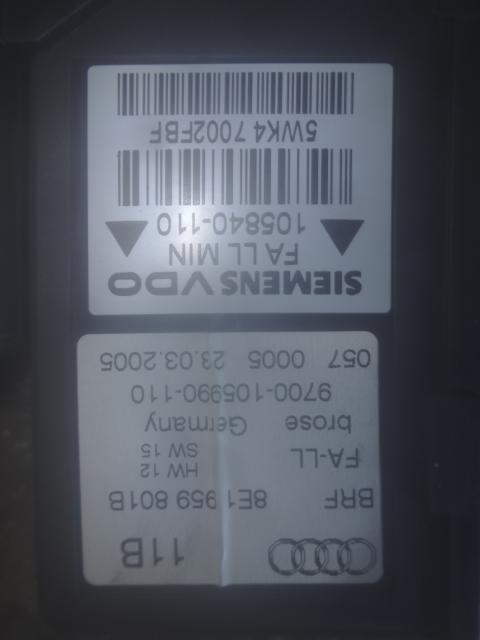 11B
BRF 8E1 959 801B
FA-LL HW 12
SW 15
brose Germany
9700-105990-110
057 0005 23.03.2005
SIEMENS VDO
FA LL MIN
105840-110
5WK4 7002FBF